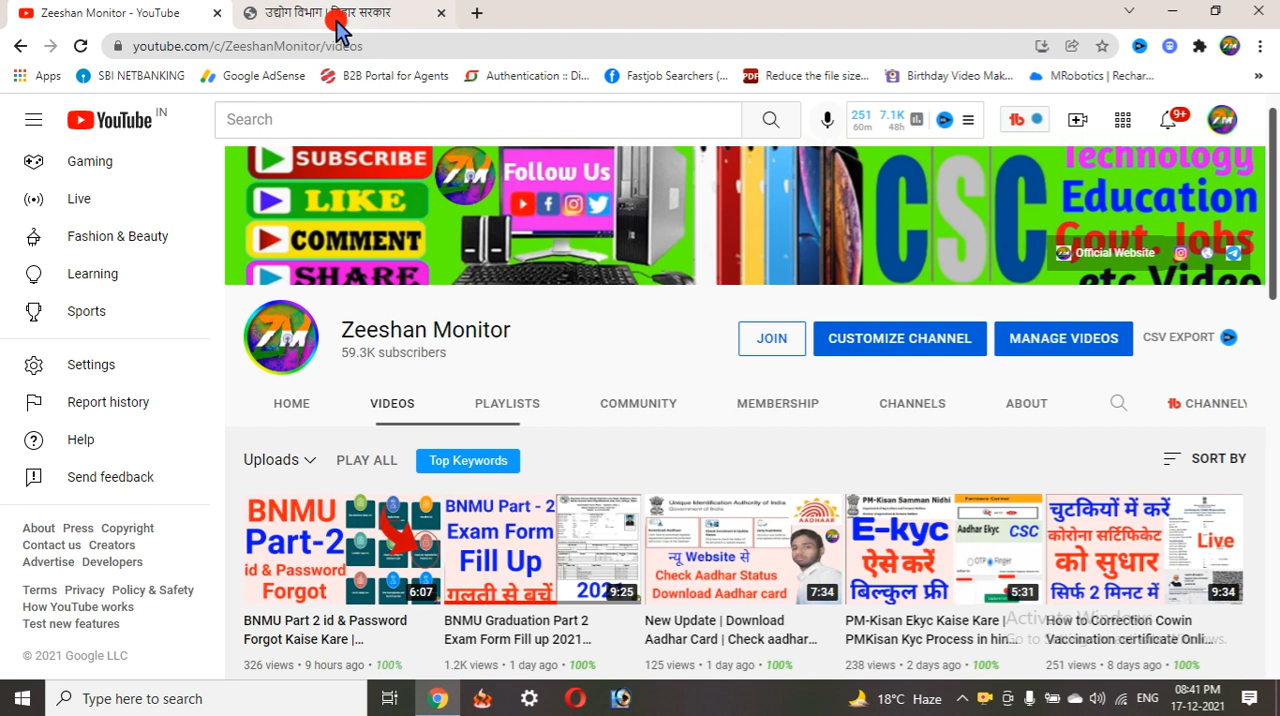 Zeeshan Monitor - YouTube
उद्योग विभाग | बिहार सरकार
youtube.com/c/ZeeshanMonitor/videos
Apps
SBI NETBANKING
Google AdSense
B2B Portal for Agents
Authentication :: Di...
Fastjob Searchers (...
PDF
Reduce the file size...
Birthday Video Mak...
MRobotics | Rechar...
YouTube IN
Search
251 7.1K
60m 48h
9+
Gaming
Live
Fashion & Beauty
Learning
Sports
Settings
Report history
Help
Send feedback
About Press Copyright
Contact us Creators
Advertise Developers
Terms Privacy Policy & Safety
How YouTube works
Test new features
© 2021 Google LLC
SUBSCRIBE
LIKE
COMMENT
SHARE
ZM
Follow Us
CSC
Technology
Education
Govt. Jobs
etc Video
Official Website
ZM
Zeeshan Monitor
59.3K subscribers
JOIN
CUSTOMIZE CHANNEL
MANAGE VIDEOS
CSV EXPORT
HOME
VIDEOS
PLAYLISTS
COMMUNITY
MEMBERSHIP
CHANNELS
ABOUT
CHANNELY
Uploads
PLAY ALL
Top Keywords
SORT BY
BNMU
Part-2
id & Password
Forgot
6:07
BNMU Part 2 id & Password
Forgot Kaise Kare |...
326 views • 9 hours ago • 100%
BNMU Part - 2
Exam Form
Fill Up
गलती से बचें
9:25
BNMU Graduation Part 2
Exam Form Fill up 2021...
1.2K views • 1 day ago • 100%
Unique Identification Authority of India
AADHAAR
न्यू Website से
Check Aadhar Status
Download Aadhar card
7:34
New Update | Download
Aadhar Card | Check aadhar...
125 views • 1 day ago • 100%
PM-Kisan Samman Nidhi
E-kyc
ऐसे करें
बिल्कुल फ्री
Aadhar Ekyc
CSC
5:31
PM-Kisan Ekyc Kaise Kare |
PMKisan Kyc Process in hin...
238 views • 2 days ago • 100%
चुटकियों में करें
कोरोना सर्टिफिकेट
को सुधार
सिर्फ 2 मिनट में
Live
9:34
How to Correction Cowin
Vaccination certificate Onli...
251 views • 8 days ago • 100%
Activate Windows
Go to Settings to activate Windows.
Type here to search
18°C Haze
ENG
08:41 PM
17-12-2021